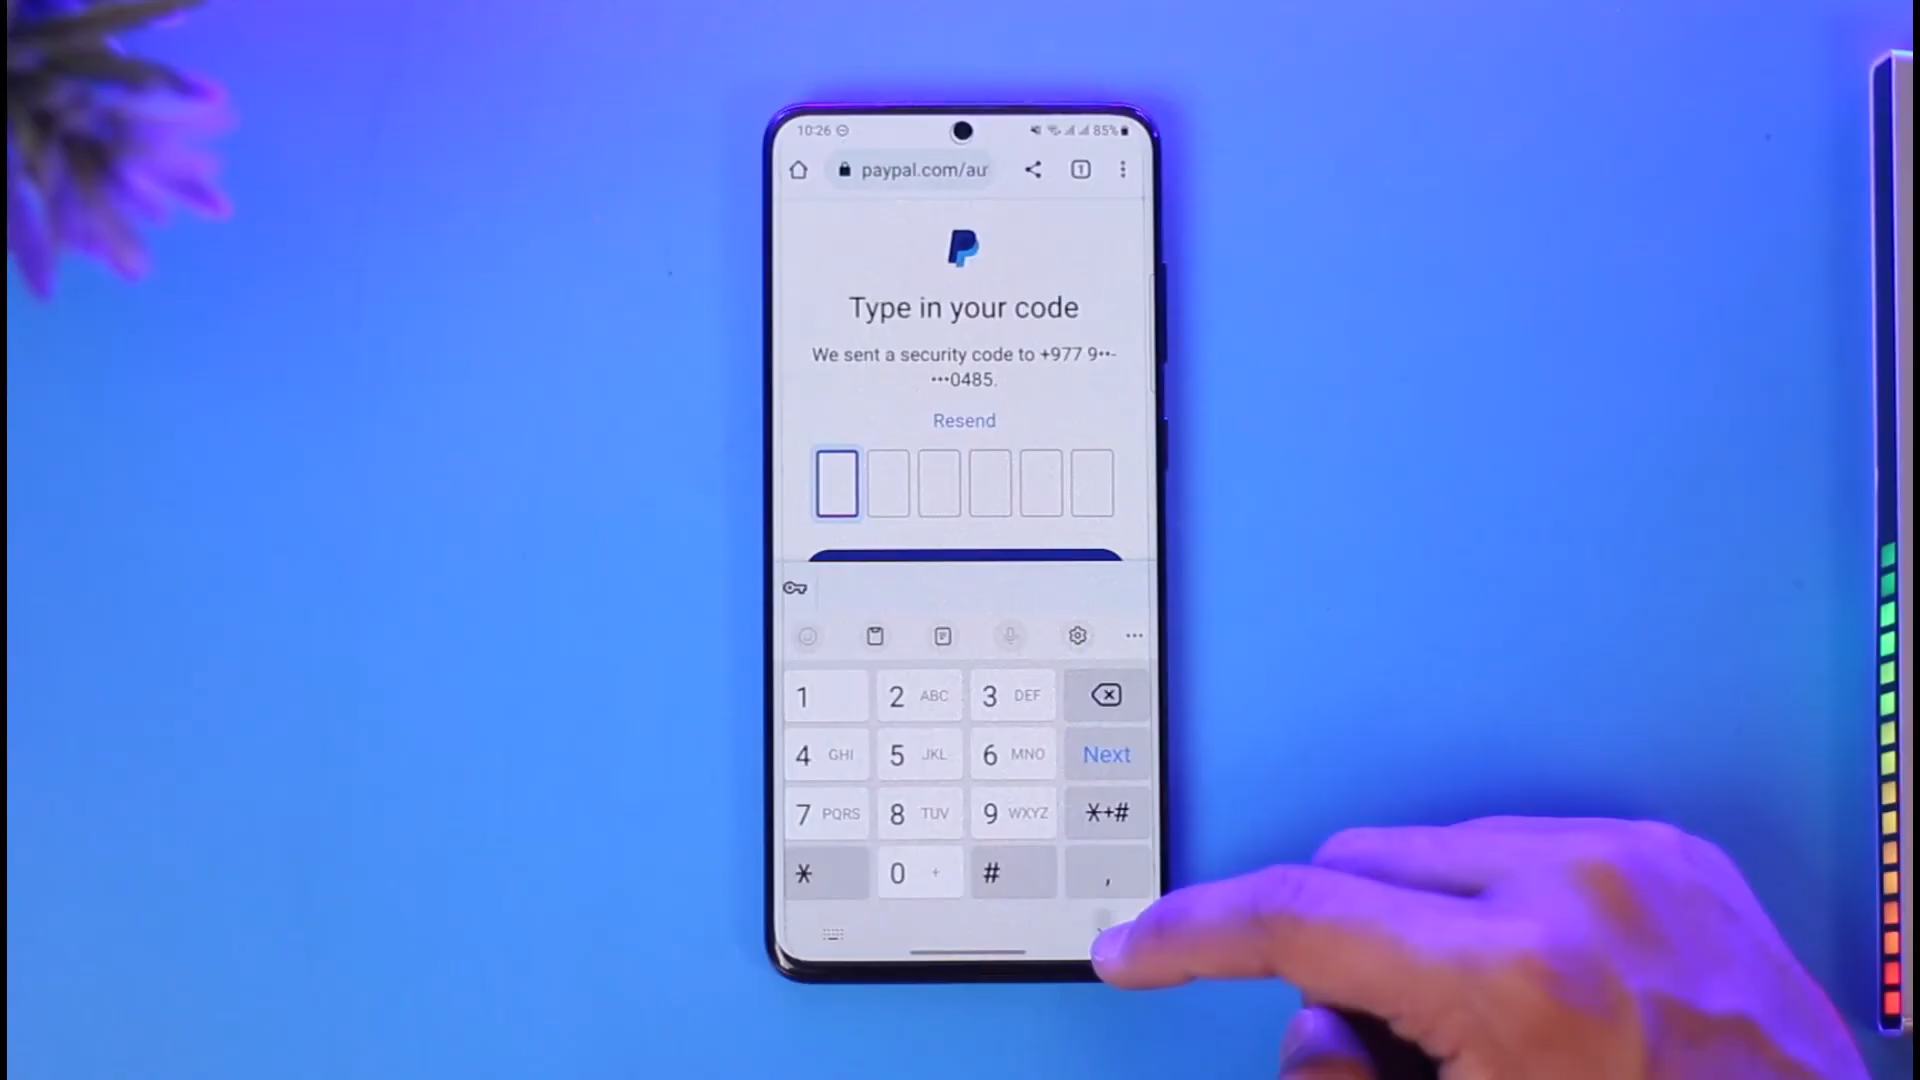 10:26 85%
paypal.com/au
1
Type in your code
We sent a security code to +977 9••-
•••0485.
Resend
1 2 ABC 3 DEF
4 GHI 5 JKL 6 MNO Next
7 PQRS 8 TUV 9 WXYZ *+#
* 0 + # ,